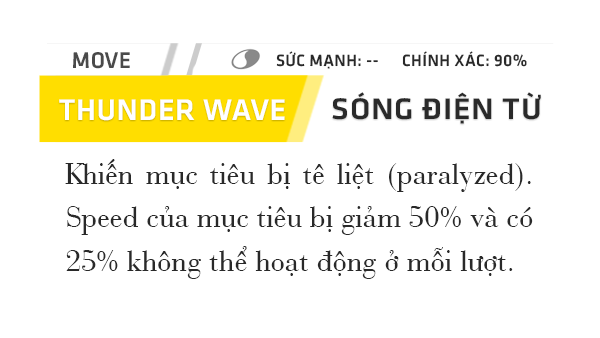 MOVE SỨC MẠNH: -- CHÍNH XÁC: 90%
THUNDER WAVE SÓNG ĐIỆN TỪ
Khiến mục tiêu bị tê liệt (paralyzed).
Speed của mục tiêu bị giảm 50% và có
25% không thể hoạt động ở mỗi lượt.